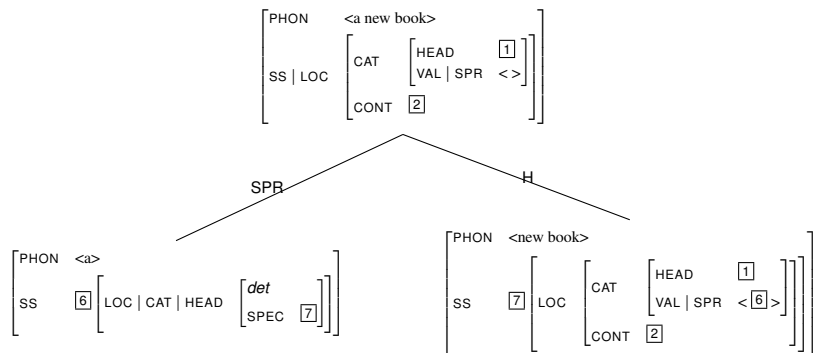 PHON <a new book>
HEAD 1
CAT
VAL | SPR < >
SS | LOC
CONT 2
SPR
H
PHON <a>
SS 6 LOC | CAT | HEAD det
SPEC 7
PHON <new book>
HEAD 1
CAT
VAL | SPR < 6 >
SS 7 LOC
CONT 2